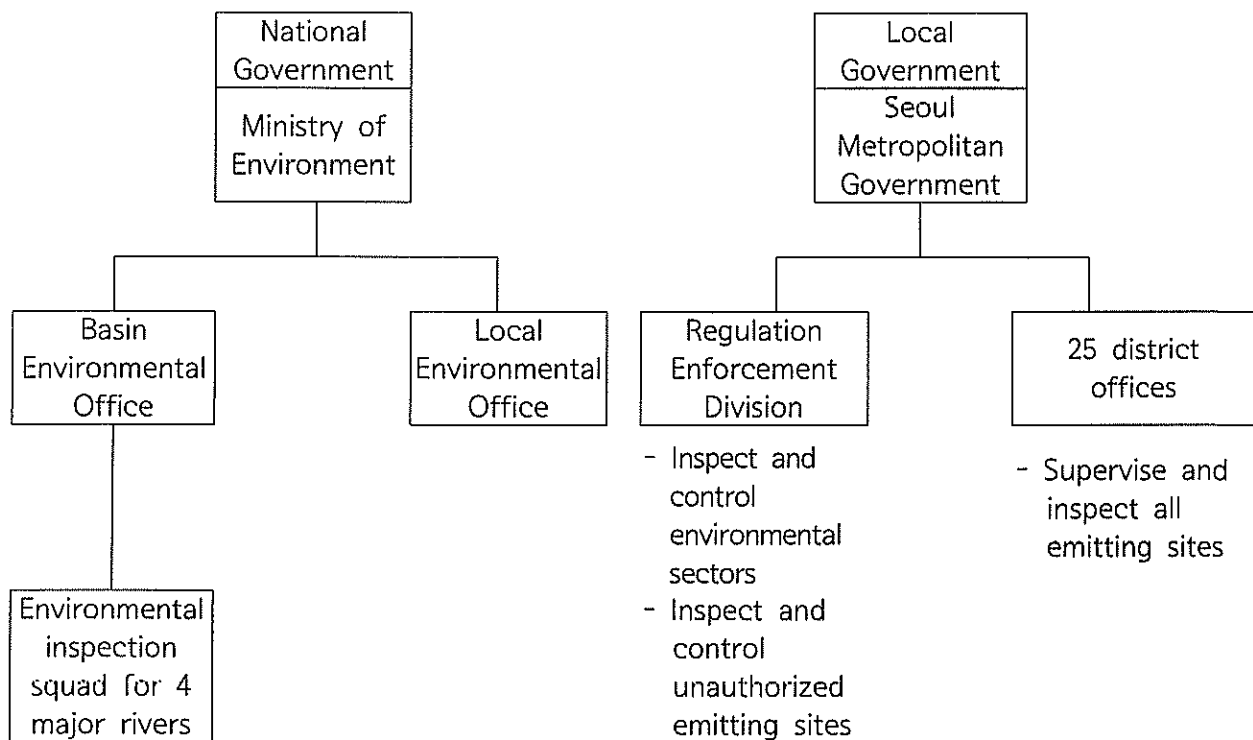 National
Government
Ministry of
Environment
Local
Government
Seoul
Metropolitan
Government
Basin
Environmental
Office
Local
Environmental
Office
Regulation
Enforcement
Division
25 district
offices
- Inspect and
control
environmental
sectors
- Inspect and
control
unauthorized
emitting sites
- Supervise and
inspect all
emitting sites
Environmental
inspection
squad for 4
major rivers